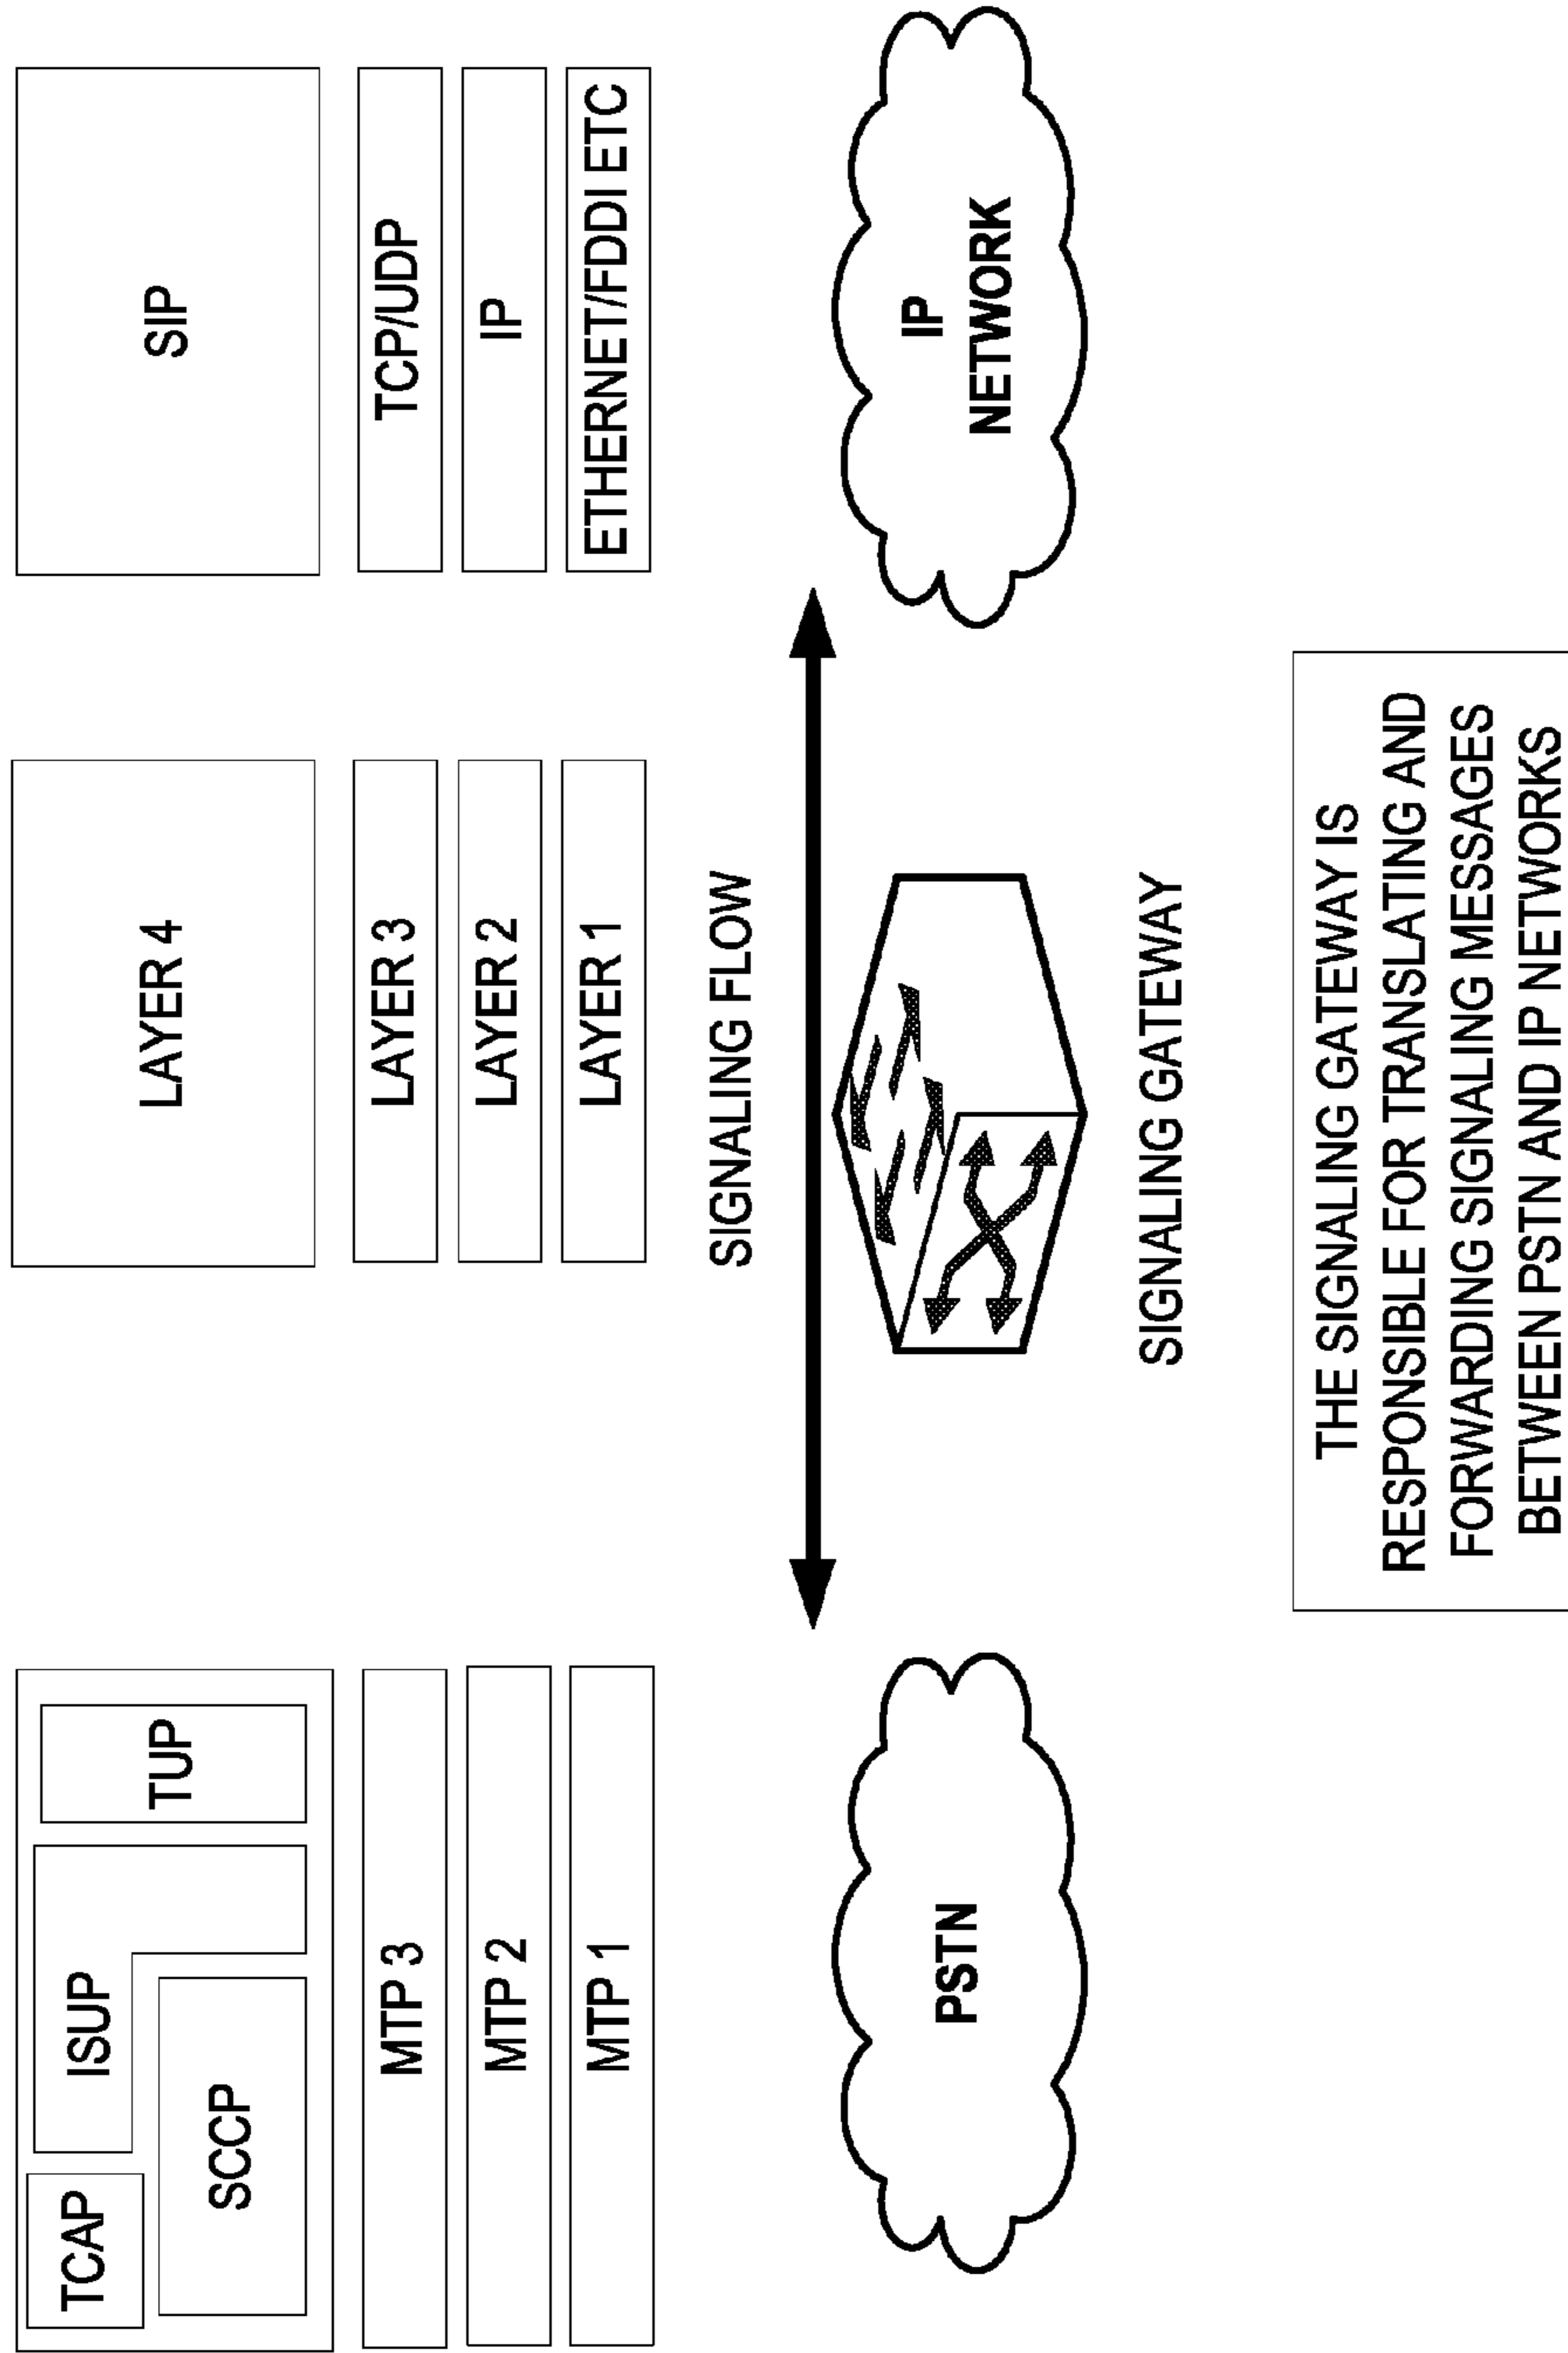 TCAP
ISUP
TUP
SCCP
MTP 3
MTP 2
MTP 1
LAYER 4
LAYER 3
LAYER 2
LAYER 1
SIP
TCP/UDP
IP
ETHERNET/FDDI ETC
SIGNALING FLOW
PSTN
SIGNALING GATEWAY
IP
NETWORK
THE SIGNALING GATEWAY IS
RESPONSIBLE FOR TRANSLATING AND
FORWARDING SIGNALING MESSAGES
BETWEEN PSTN AND IP NETWORKS